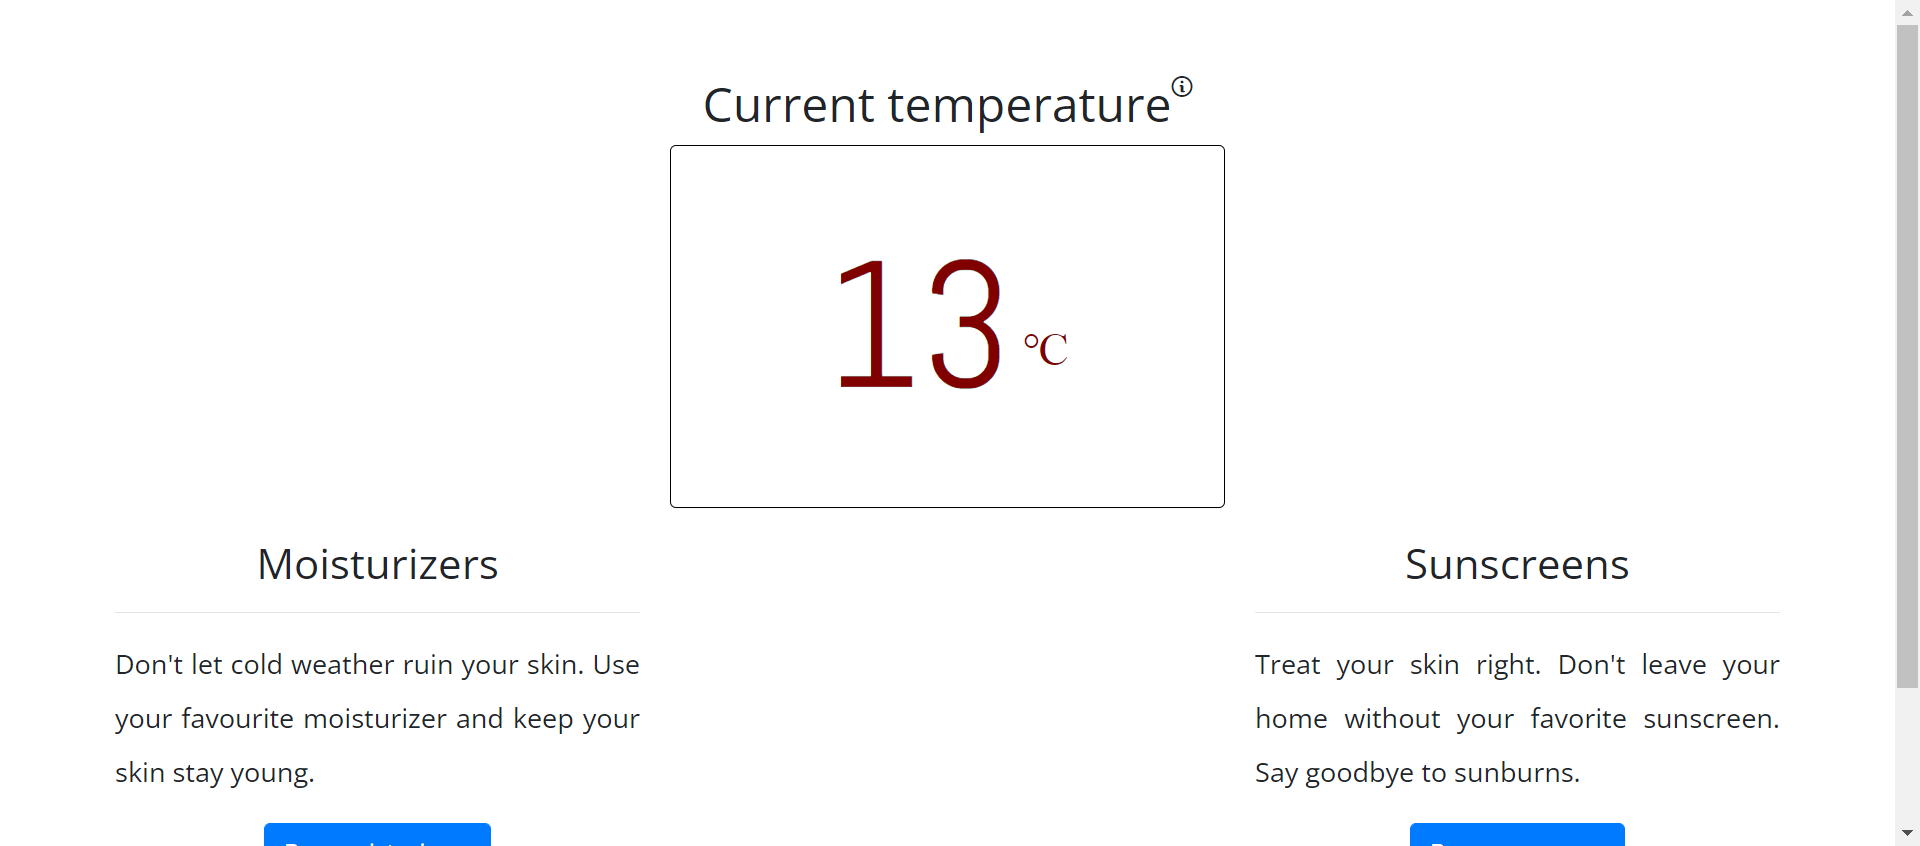 Current temperature
13 ℃
Moisturizers
Don't let cold weather ruin your skin. Use
your favourite moisturizer and keep your
skin stay young.
Sunscreens
Treat your skin right. Don't leave your
home without your favorite sunscreen.
Say goodbye to sunburns.